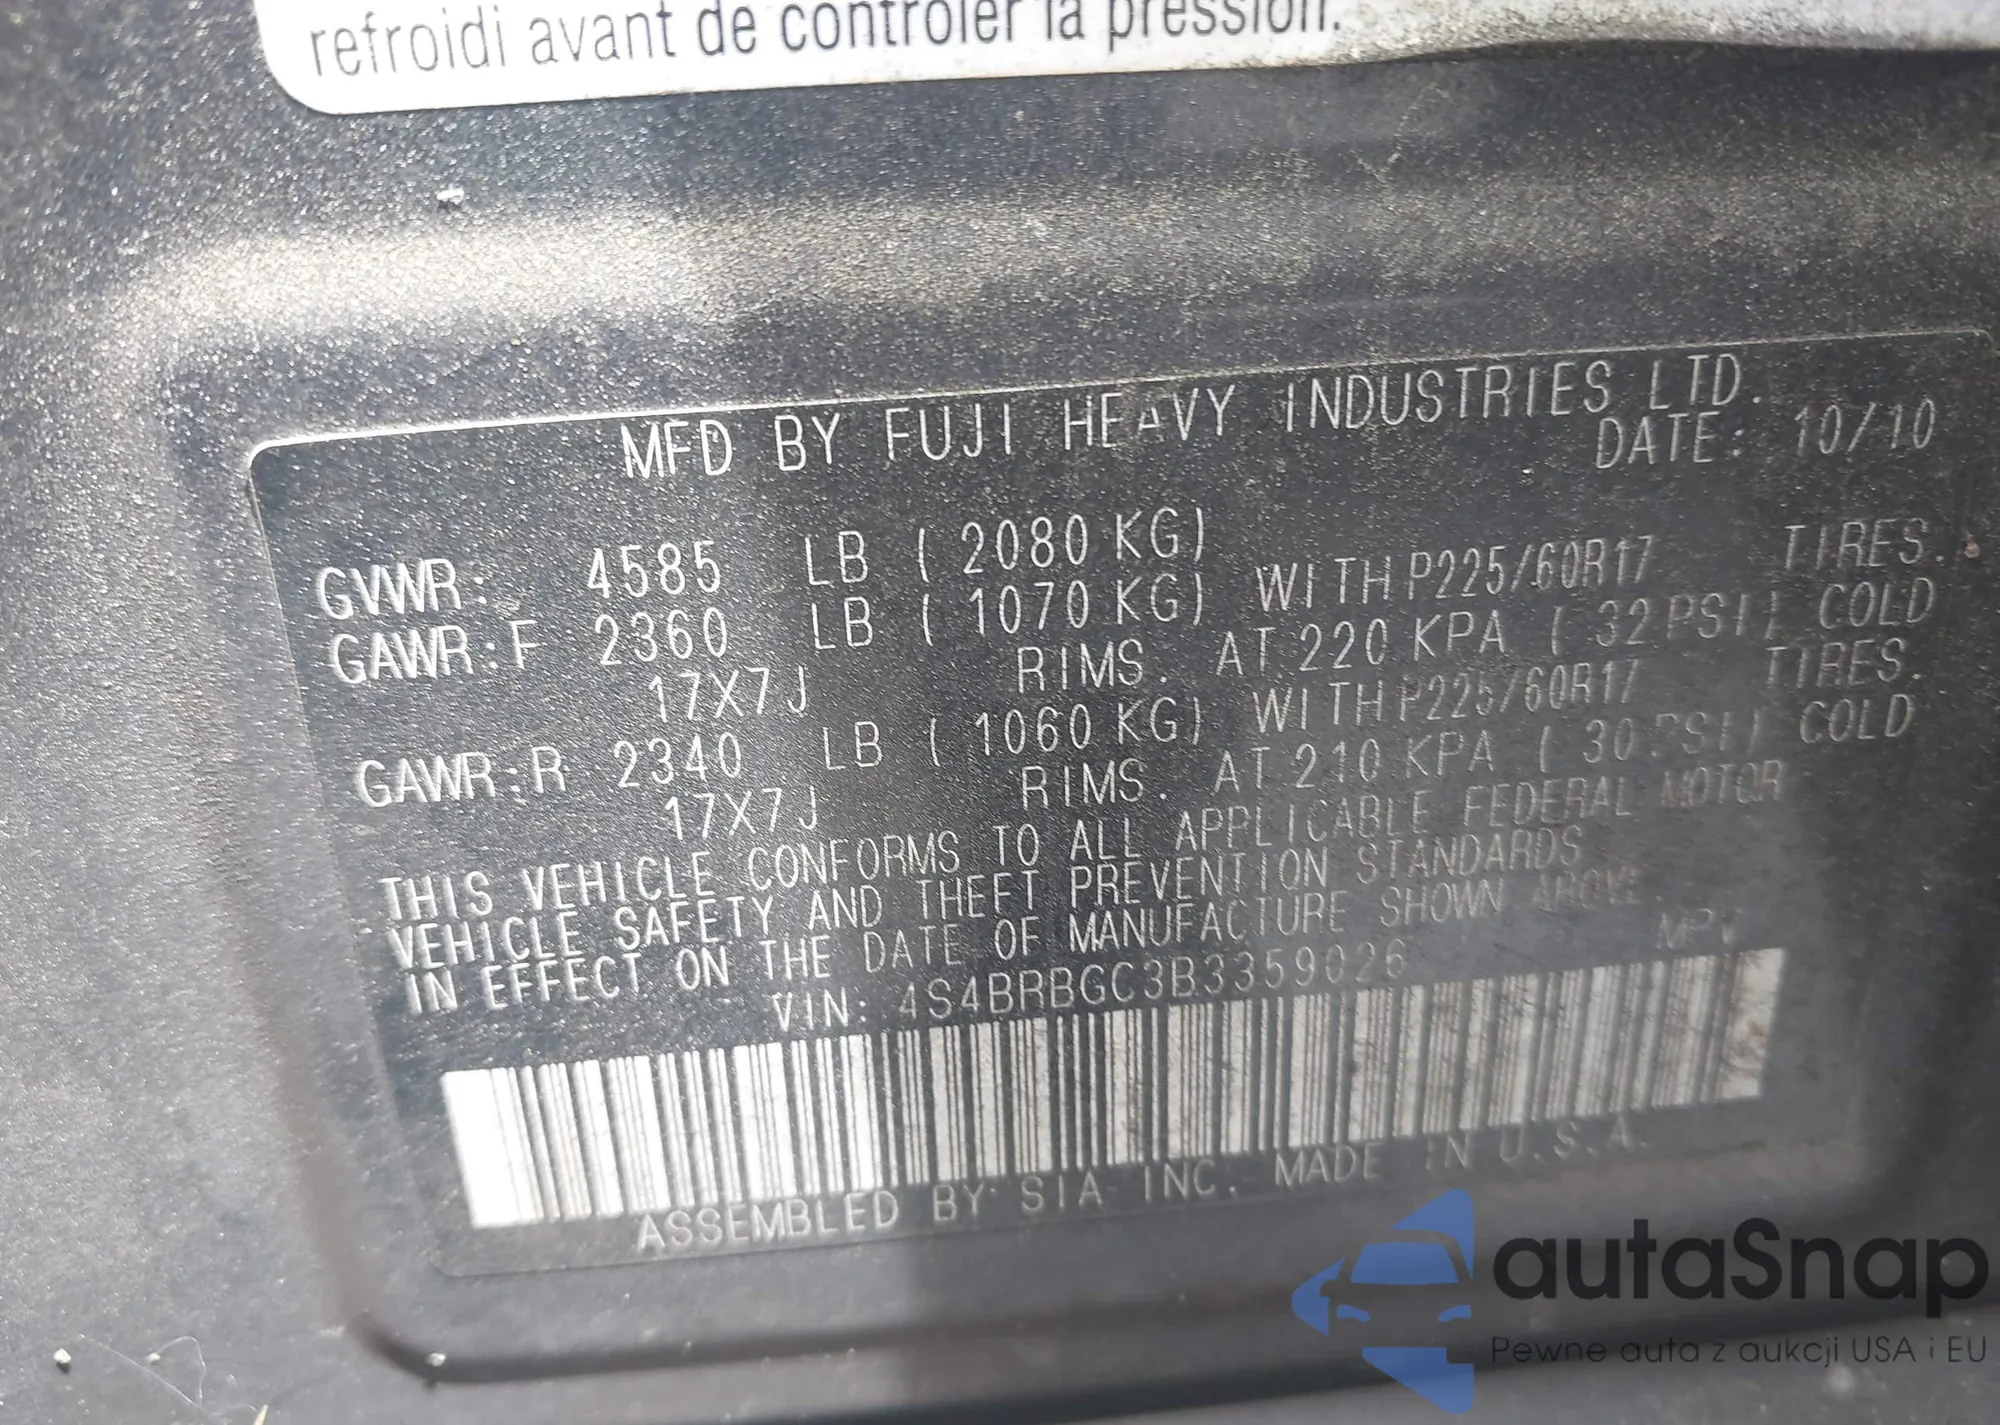 refroidi avant de contrôler la pression.
MFD BY FUJI HEAVY INDUSTRIES LTD.
DATE: 10/10
GVWR: 4585 LB ( 2080 KG)
GAWR:F 2360 LB ( 1070 KG) WITH P225/60R17 TIRES.
17X7J RIMS. AT 220 KPA ( 32 PSI) COLD
GAWR:R 2340 LB ( 1060 KG) WITH P225/60R17 TIRES.
17X7J RIMS. AT 210 KPA ( 30 PSI) COLD
THIS VEHICLE CONFORMS TO ALL APPLICABLE FEDERAL MOTOR
VEHICLE SAFETY AND THEFT PREVENTION STANDARDS
IN EFFECT ON THE DATE OF MANUFACTURE SHOWN ABOVE.
VIN: 4S4BRBGC3B3359026 MPV
ASSEMBLED BY SIA INC. MADE IN U.S.A.
autaSnap
Pewne auta z aukcji USA i EU